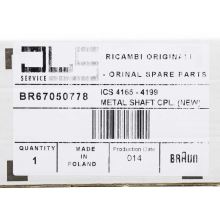 DLS
SERVICE
RICAMBI ORIGINALI
ORIGINAL SPARE PARTS
BR67050778
ICS 4165 - 4199
METAL SHAFT CPL. (NEW)
QUANTITY
1
MADE IN
POLAND
Production Date
014
BRAUN